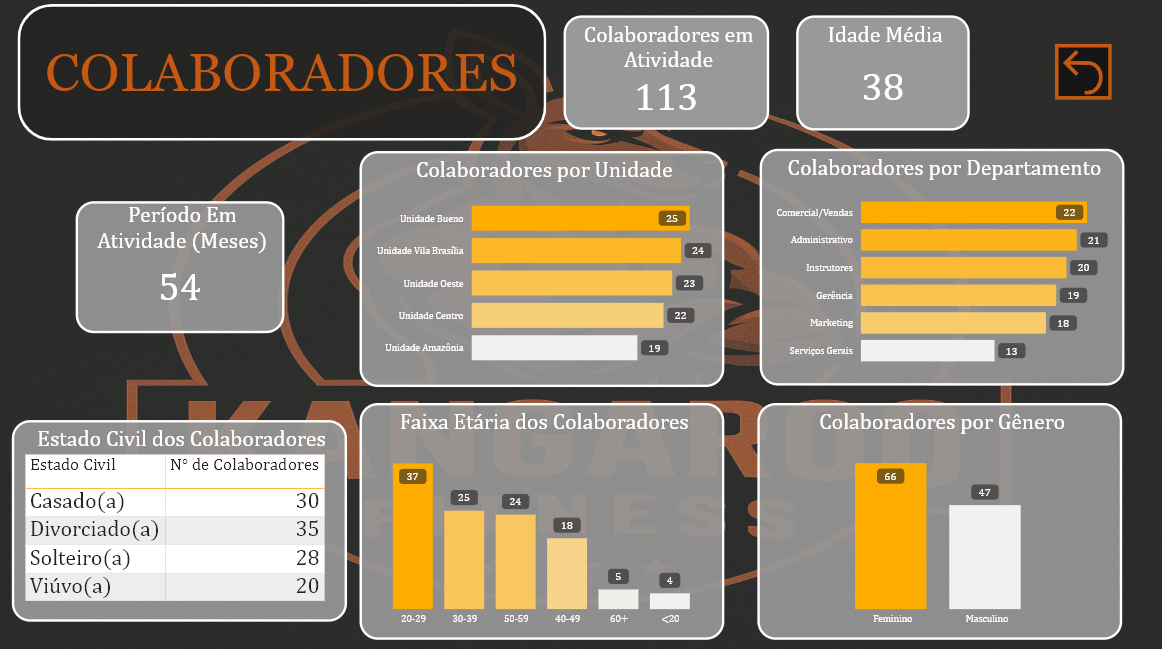 COLABORADORES
Colaboradores em
Atividade
113
Idade Média
38
Período Em
Atividade (Meses)
54
Colaboradores por Unidade
Unidade Bueno 25
Unidade Vila Brasília 24
Unidade Oeste 23
Unidade Centro 22
Unidade Amazônia 19
Colaboradores por Departamento
Comercial/Vendas 22
Administrativo 21
Instrutores 20
Gerência 19
Marketing 18
Serviços Gerais 13
Estado Civil dos Colaboradores
Estado Civil N° de Colaboradores
Casado(a) 30
Divorciado(a) 35
Solteiro(a) 28
Viúvo(a) 20
Faixa Etária dos Colaboradores
37 25 24 18 5 4
20-29 30-39 50-59 40-49 60+ <20
Colaboradores por Gênero
66 47
Feminino Masculino
KANGAROO
FITNESS